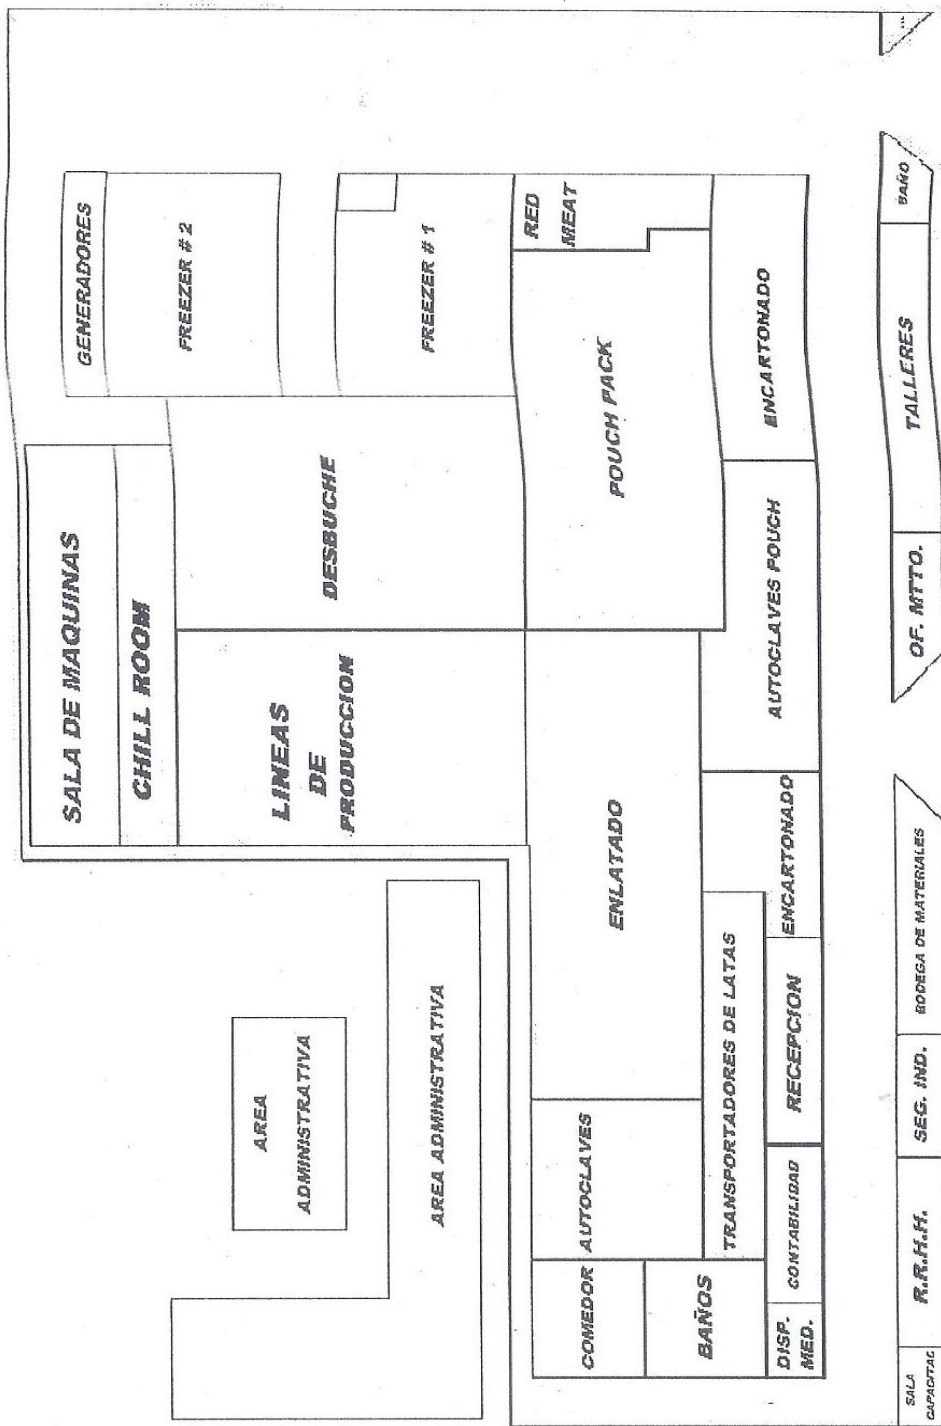 SALA DE MAQUINAS
CHILL ROOM
GENERADORES
FREEZER # 2
FREEZER # 1
DESBUCHE
LINEAS
DE
PRODUCCION
RED
MEAT
POUCH PACK
ENCARTONADO
AUTOCLAVES POUCH
ENLATADO
ENCARTONADO
TRANSPORTADORES DE LATAS
RECEPCION
AUTOCLAVES
CONTABILIDAD
COMEDOR
BAÑOS
DISP.
MED.
AREA
ADMINISTRATIVA
AREA ADMINISTRATIVA
SALA
CAPACITAC
R.R.H.H.
SEG. IND.
BODEGA DE MATERIALES
OF. MTTO.
TALLERES
BAÑO